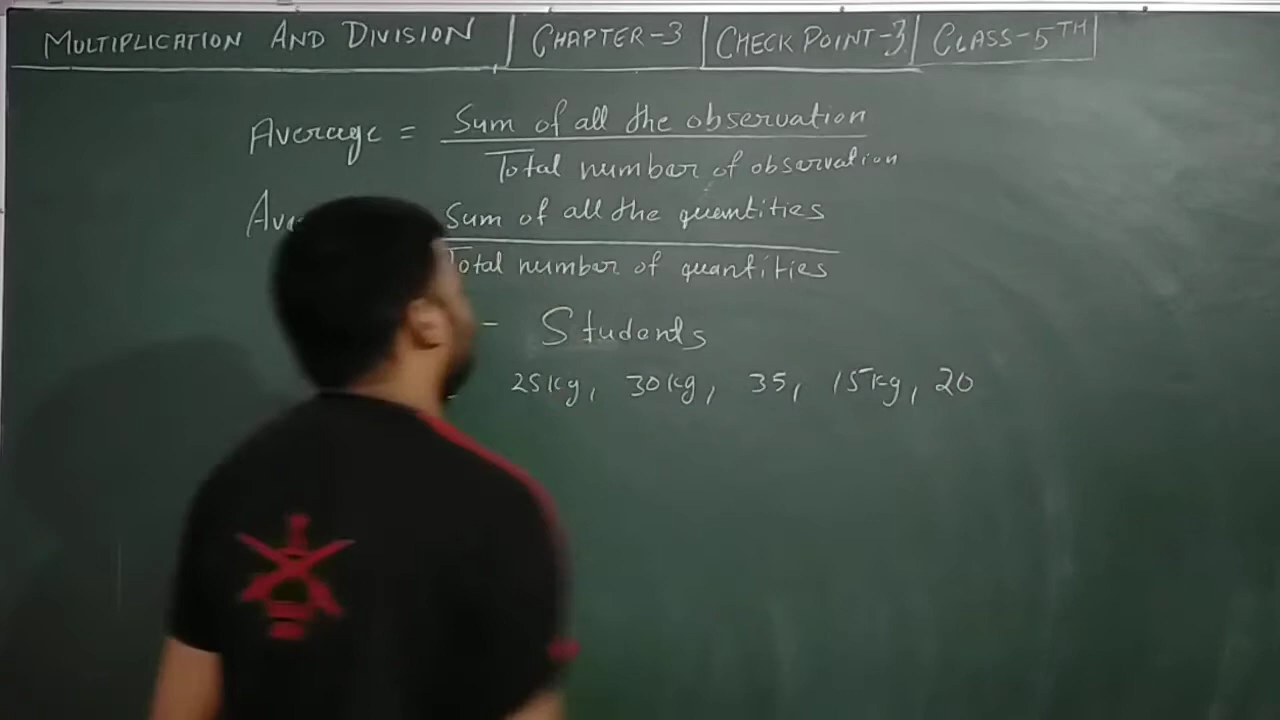 MULTIPLICATION AND DIVISION | CHAPTER-3 | CHECK POINT-3 | CLASS-5TH
Average = Sum of all the observation
Total number of observation
Sum of all the quantities
Total number of quantities
- Students
25kg, 30kg, 35, 15kg, 20